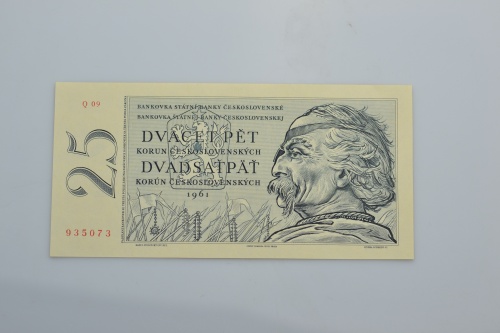 Q 09
25
935073
BANKOVKA STÁTNÍ BANKY ČESKOSLOVENSKÉ
BANKOVKA ŠTÁTNEJ BANKY ČESKOSLOVENSKEJ
DVACET PĚT
KORUN ČESKOSLOVENSKÝCH
DVADSAŤPÄŤ
KORÚN ČESKOSLOVENSKÝCH
1961